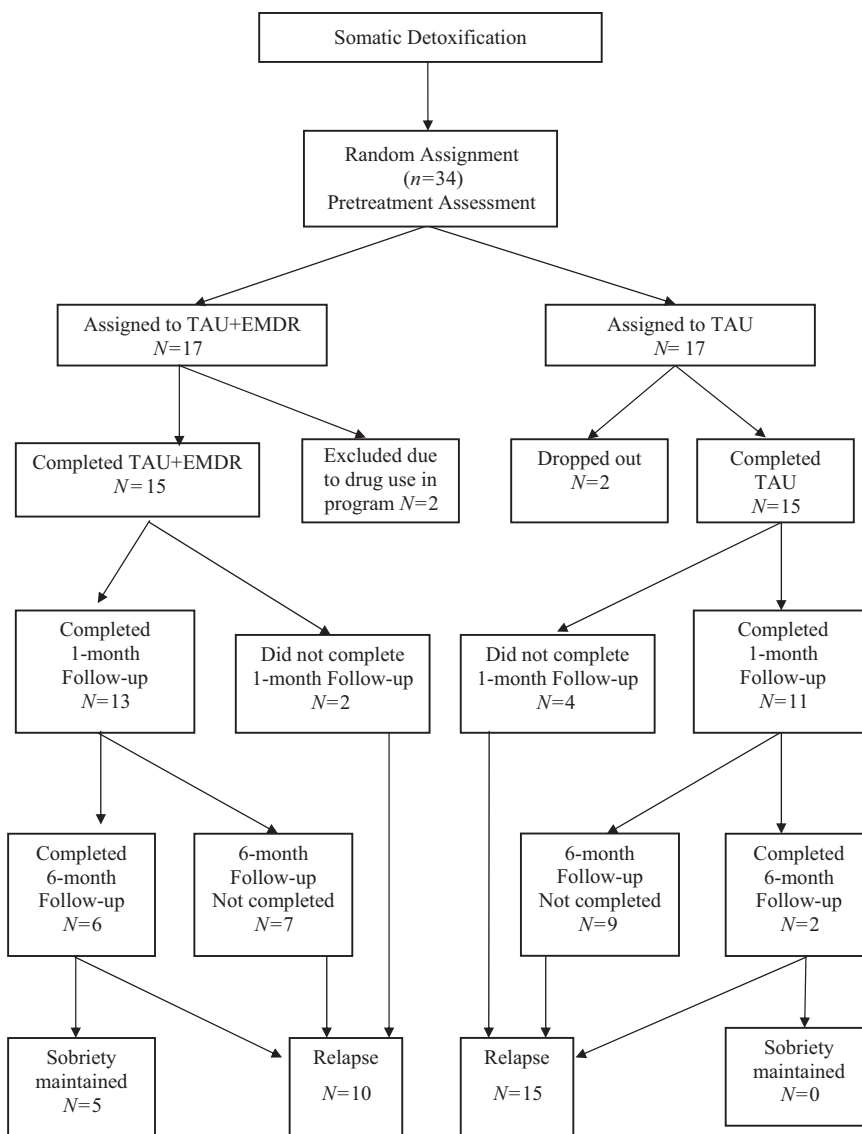 Somatic Detoxification
Random Assignment
(n=34)
Pretreatment Assessment
Assigned to TAU+EMDR
N=17
Assigned to TAU
N= 17
Completed TAU+EMDR
N=15
Excluded due
to drug use in
program N=2
Dropped out
N=2
Completed
TAU
N=15
Completed
1-month
Follow-up
N=13
Did not complete
1-month Follow-up
N=2
Did not complete
1-month Follow-up
N=4
Completed
1-month
Follow-up
N=11
Completed
6-month
Follow-up
N=6
6-month
Follow-up
Not completed
N=7
6-month
Follow-up
Not completed
N=9
Completed
6-month
Follow-up
N=2
Sobriety
maintained
N=5
Relapse
N=10
Relapse
N=15
Sobriety
maintained
N=0